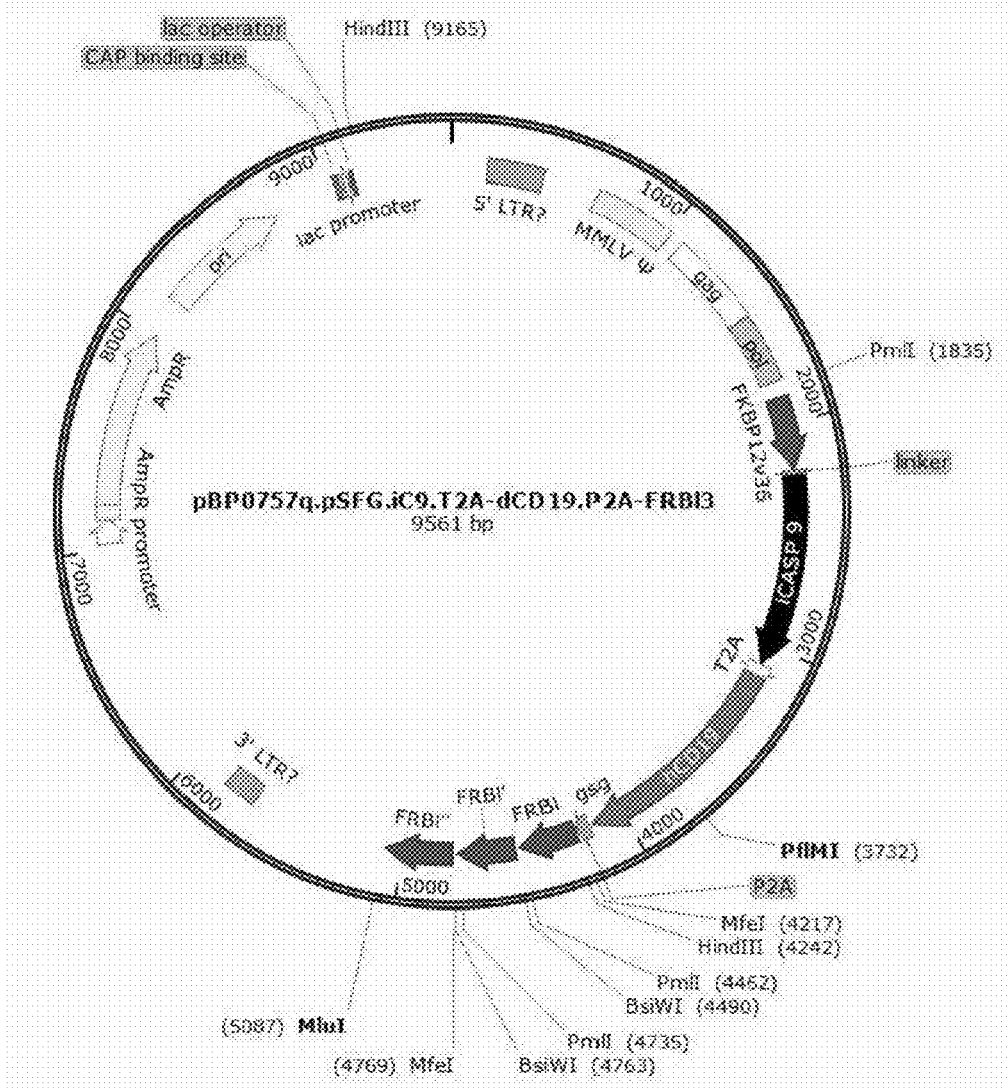 lac operator
HindIII (9165)
CAP binding site
9000
lac promoter
5' LTR?
MMLV Ψ
1000
gag
pol
PmlI (1835)
2000
FKBP12v36
linker
iCASP 9
3000
T2A
pBP0757q.pSFG.iC9.T2A-dCD19.P2A-FRBl3
9561 bp
ori
8000
AmpR
AmpR promoter
7000
3' LTR?
6000
FRBl''
FRBl'
FRBl
gsg
4000
PflMI (3732)
P2A
MfeI (4217)
HindIII (4242)
PmlI (4462)
BsiWI (4490)
5000
(5087) MluI
PmlI (4735)
(4769) MfeI
BsiWI (4763)